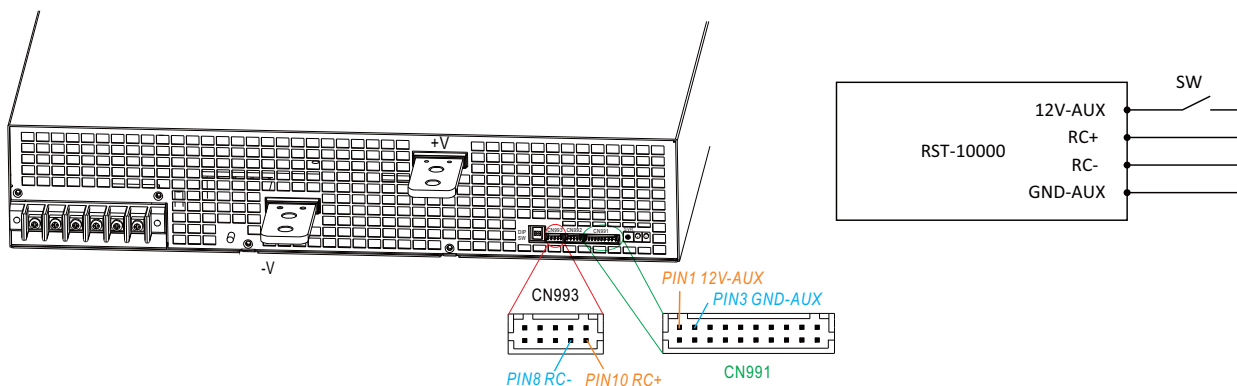 +V
-V
DIP
SW
CN993
CN992
CN991
CN993
PIN8 RC-
PIN10 RC+
PIN1 12V-AUX
PIN3 GND-AUX
CN991
RST-10000
12V-AUX
RC+
RC-
GND-AUX
SW